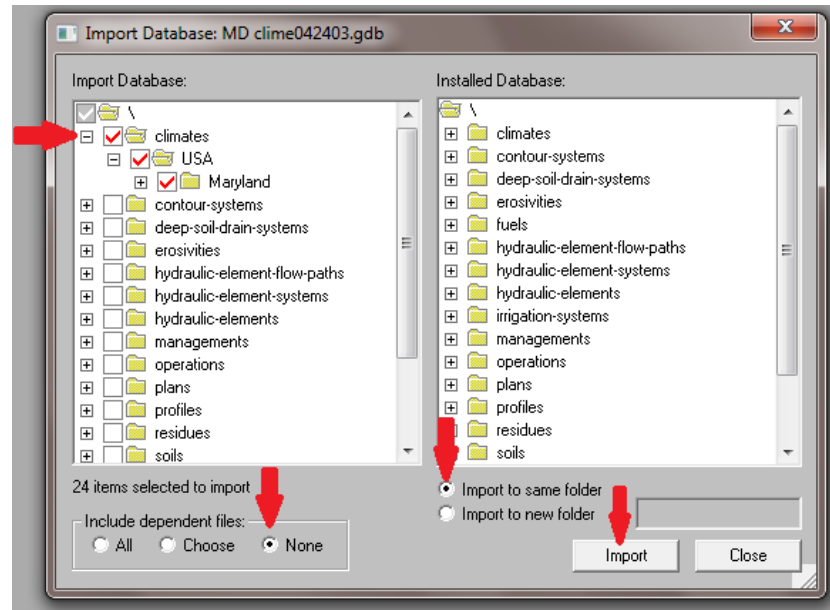 Import Database: MD clime042403.gdb
Import Database:
\
climates
USA
Maryland
contour-systems
deep-soil-drain-systems
erosivities
hydraulic-element-flow-paths
hydraulic-element-systems
hydraulic-elements
managements
operations
plans
profiles
residues
soils
24 items selected to import
Include dependent files:
All Choose None
Installed Database:
\
climates
contour-systems
deep-soil-drain-systems
erosivities
fuels
hydraulic-element-flow-paths
hydraulic-element-systems
hydraulic-elements
irrigation-systems
managements
operations
plans
profiles
residues
soils
Import to same folder
Import to new folder
Import Close